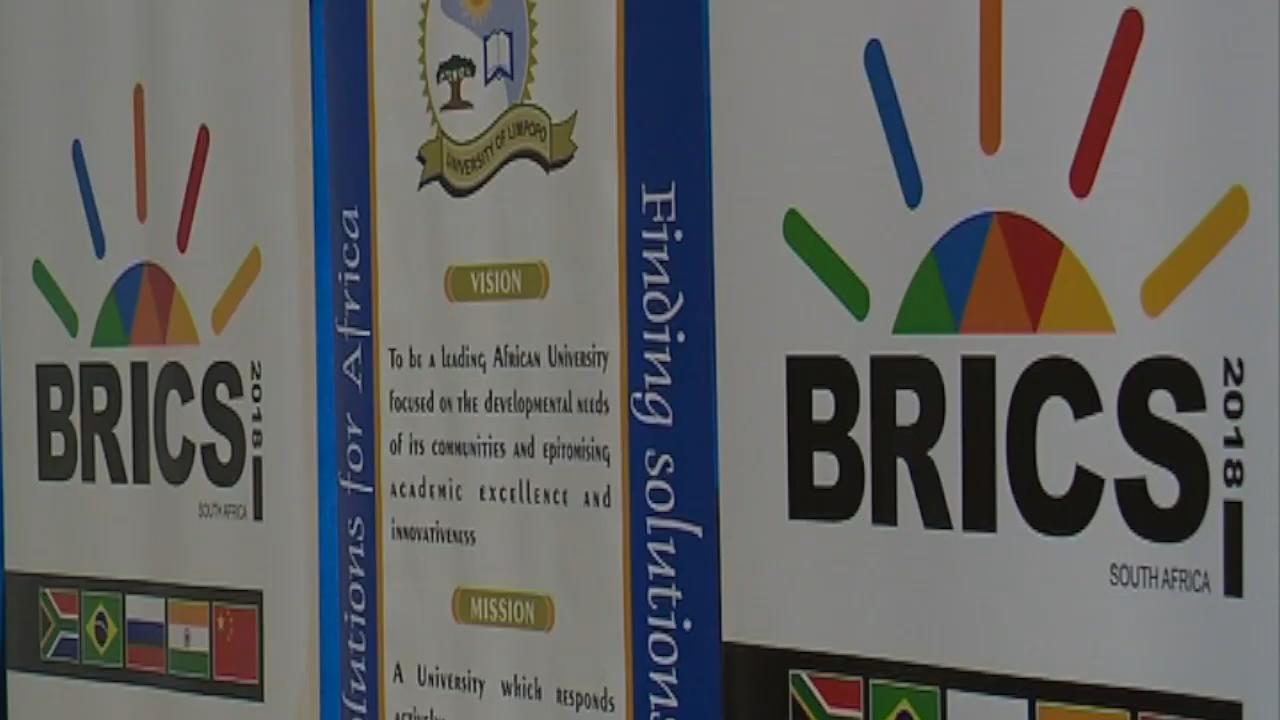 BRICS
2018
SOUTH AFRICA
Solutions for Africa
UNIVERSITY OF LIMPOPO
VISION
To be a leading African University
focused on the developmental needs
of its communities and epitomising
academic excellence and
innovativeness
MISSION
A University which responds
Finding solutions
BRICS
2018
SOUTH AFRICA